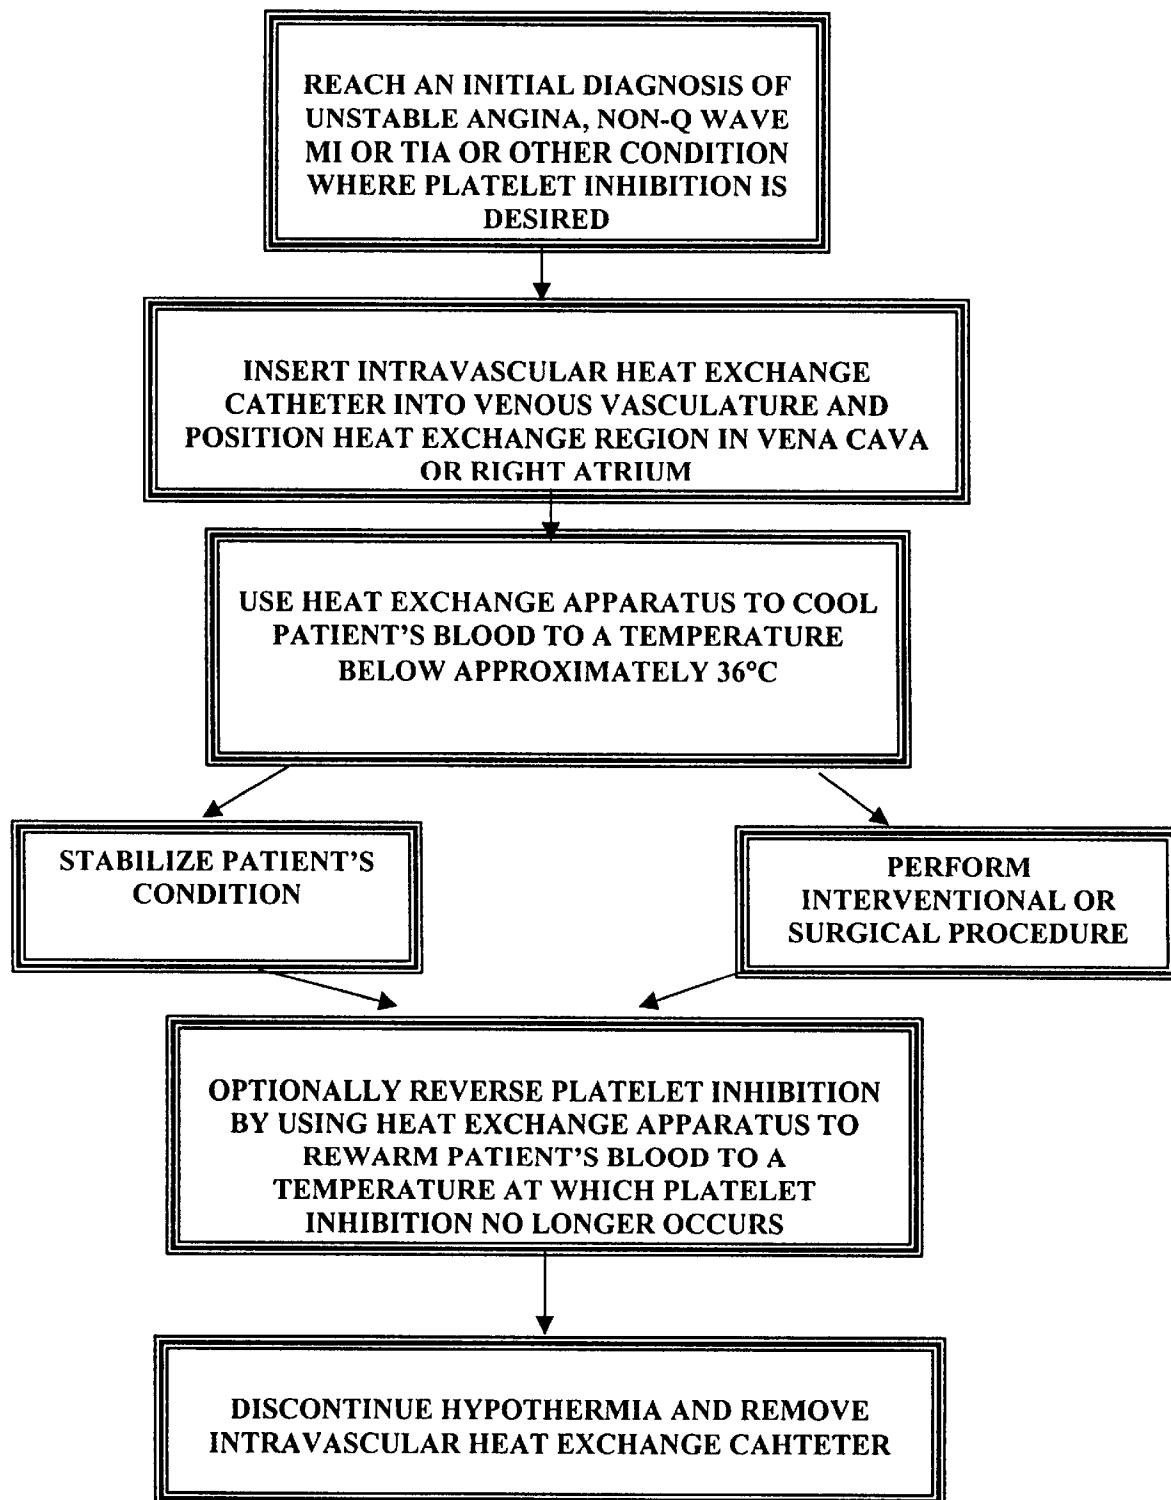 REACH AN INITIAL DIAGNOSIS OF
UNSTABLE ANGINA, NON-Q WAVE
MI OR TIA OR OTHER CONDITION
WHERE PLATELET INHIBITION IS
DESIRED
INSERT INTRAVASCULAR HEAT EXCHANGE
CATHETER INTO VENOUS VASCULATURE AND
POSITION HEAT EXCHANGE REGION IN VENA CAVA
OR RIGHT ATRIUM
USE HEAT EXCHANGE APPARATUS TO COOL
PATIENT'S BLOOD TO A TEMPERATURE
BELOW APPROXIMATELY 36°C
STABILIZE PATIENT'S
CONDITION
PERFORM
INTERVENTIONAL OR
SURGICAL PROCEDURE
OPTIONALLY REVERSE PLATELET INHIBITION
BY USING HEAT EXCHANGE APPARATUS TO
REWARM PATIENT'S BLOOD TO A
TEMPERATURE AT WHICH PLATELET
INHIBITION NO LONGER OCCURS
DISCONTINUE HYPOTHERMIA AND REMOVE
INTRAVASCULAR HEAT EXCHANGE CAHTETER